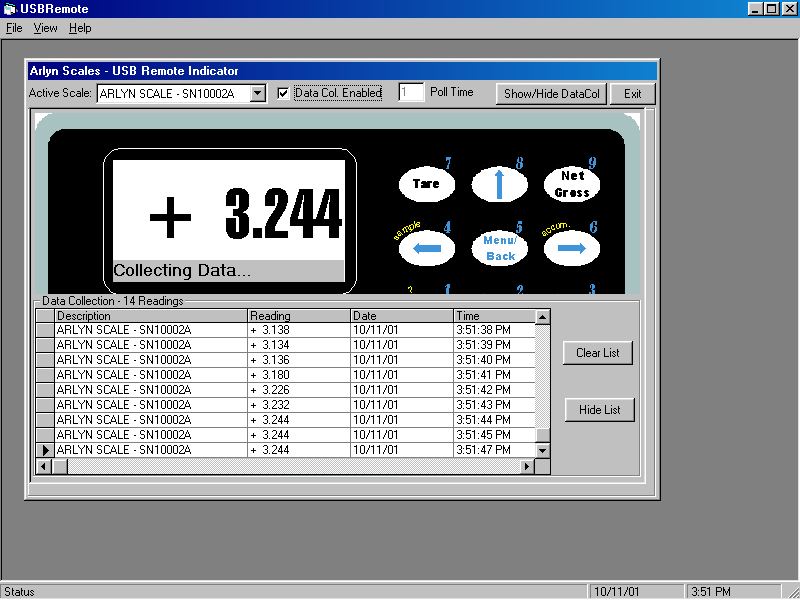 USBRemote
File View Help
Arlyn Scales - USB Remote Indicator
Active Scale: ARLYN SCALE - SN10002A Data Col. Enabled 1 Poll Time Show/Hide DataCol Exit
7 8 9
Tare Net Gross
+ 3.244
sample 4 5 accum. 6
Menu/ Back
Collecting Data...
? 1 2 3
Data Collection - 14 Readings
Description Reading Date Time
ARLYN SCALE - SN10002A + 3.138 10/11/01 3:51:38 PM
ARLYN SCALE - SN10002A + 3.134 10/11/01 3:51:39 PM
ARLYN SCALE - SN10002A + 3.136 10/11/01 3:51:40 PM
ARLYN SCALE - SN10002A + 3.180 10/11/01 3:51:41 PM
ARLYN SCALE - SN10002A + 3.226 10/11/01 3:51:42 PM
ARLYN SCALE - SN10002A + 3.232 10/11/01 3:51:43 PM
ARLYN SCALE - SN10002A + 3.244 10/11/01 3:51:44 PM
ARLYN SCALE - SN10002A + 3.244 10/11/01 3:51:45 PM
ARLYN SCALE - SN10002A + 3.244 10/11/01 3:51:47 PM
Clear List
Hide List
Status 10/11/01 3:51 PM